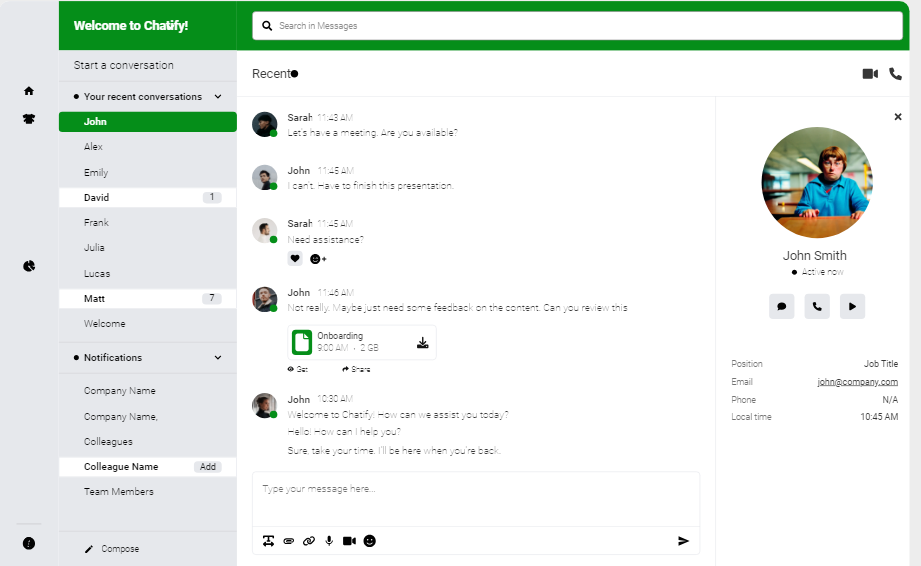 Welcome to Chatify!
Search in Messages
Start a conversation
Your recent conversations
John
Alex
Emily
David 1
Frank
Julia
Lucas
Matt 7
Welcome
Notifications
Company Name
Company Name,
Colleagues
Colleague Name Add
Team Members
Compose
Recent
Sarah 11:43 AM
Let's have a meeting. Are you available?
John 11:45 AM
I can't. Have to finish this presentation.
Sarah 11:45 AM
Need assistance?
John 11:46 AM
Not really. Maybe just need some feedback on the content. Can you review this
Onboarding
9:00 AM · 2 GB
Get Share
John 10:30 AM
Welcome to Chatify! How can we assist you today?
Hello! How can I help you?
Sure, take your time. I'll be here when you're back.
Type your message here...
John Smith
Active now
Position Job Title
Email john@company.com
Phone N/A
Local time 10:45 AM